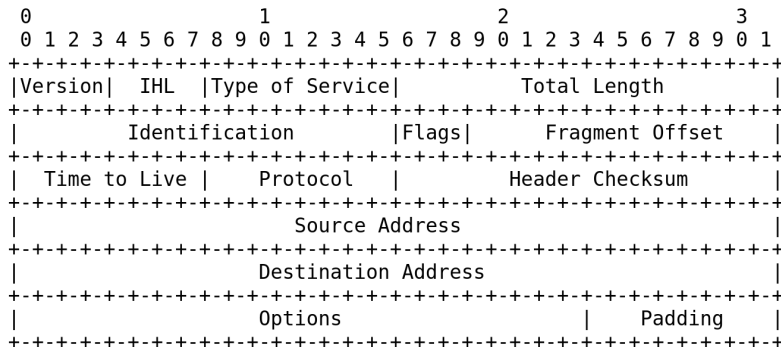 0                   1                   2                   3
 0 1 2 3 4 5 6 7 8 9 0 1 2 3 4 5 6 7 8 9 0 1 2 3 4 5 6 7 8 9 0 1
+-+-+-+-+-+-+-+-+-+-+-+-+-+-+-+-+-+-+-+-+-+-+-+-+-+-+-+-+-+-+-+-+
|Version|  IHL  |Type of Service|          Total Length         |
+-+-+-+-+-+-+-+-+-+-+-+-+-+-+-+-+-+-+-+-+-+-+-+-+-+-+-+-+-+-+-+-+
|         Identification        |Flags|      Fragment Offset    |
+-+-+-+-+-+-+-+-+-+-+-+-+-+-+-+-+-+-+-+-+-+-+-+-+-+-+-+-+-+-+-+-+
|  Time to Live |    Protocol   |         Header Checksum       |
+-+-+-+-+-+-+-+-+-+-+-+-+-+-+-+-+-+-+-+-+-+-+-+-+-+-+-+-+-+-+-+-+
|                       Source Address                          |
+-+-+-+-+-+-+-+-+-+-+-+-+-+-+-+-+-+-+-+-+-+-+-+-+-+-+-+-+-+-+-+-+
|                    Destination Address                        |
+-+-+-+-+-+-+-+-+-+-+-+-+-+-+-+-+-+-+-+-+-+-+-+-+-+-+-+-+-+-+-+-+
|                    Options                    |    Padding    |
+-+-+-+-+-+-+-+-+-+-+-+-+-+-+-+-+-+-+-+-+-+-+-+-+-+-+-+-+-+-+-+-+